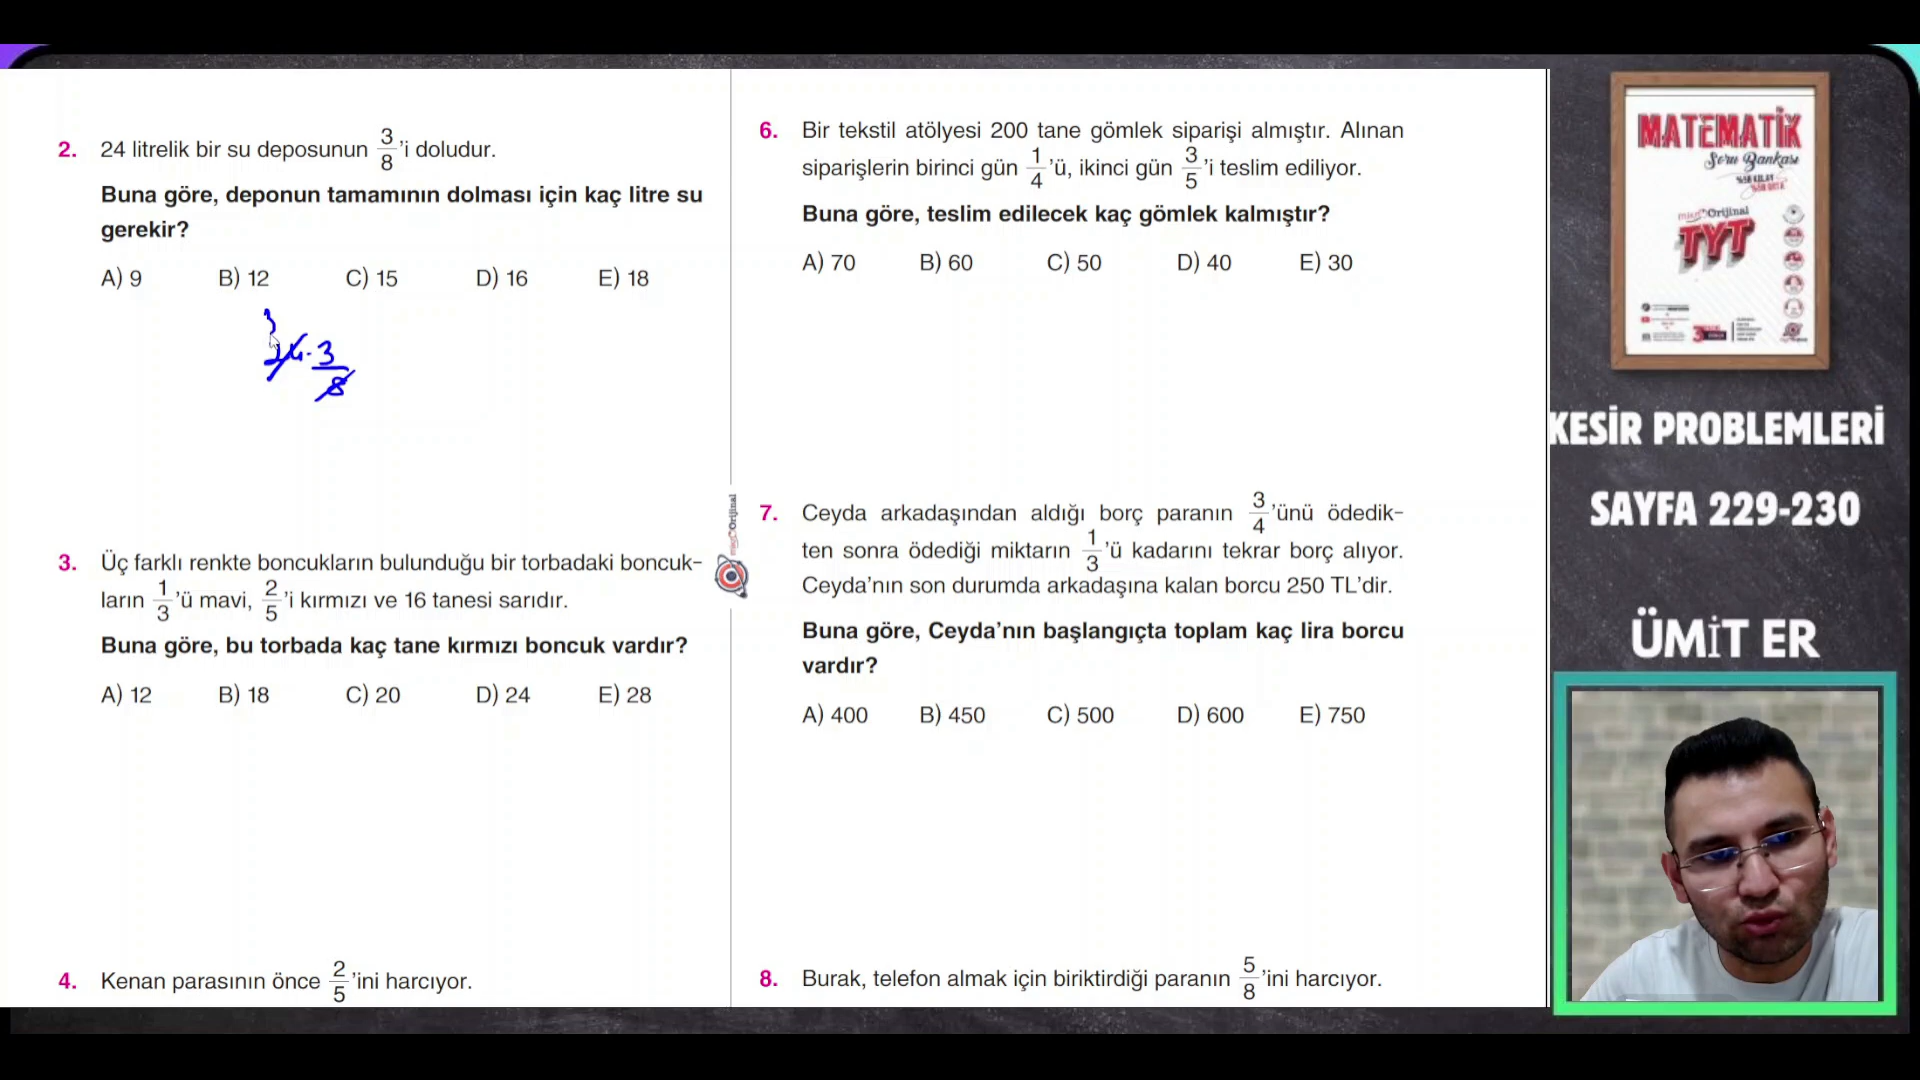 2. 24 litrelik bir su deposunun 3/8 'i doludur.
Buna göre, deponun tamamının dolması için kaç litre su
gerekir?
A) 9 B) 12 C) 15 D) 16 E) 18
3
24 · 3/8
3. Üç farklı renkte boncukların bulunduğu bir torbadaki boncuk-
ların 1/3 'ü mavi, 2/5 'i kırmızı ve 16 tanesi sarıdır.
Buna göre, bu torbada kaç tane kırmızı boncuk vardır?
A) 12 B) 18 C) 20 D) 24 E) 28
4. Kenan parasının önce 2/5 'ini harcıyor.
Orijinal
6. Bir tekstil atölyesi 200 tane gömlek siparişi almıştır. Alınan
siparişlerin birinci gün 1/4 'ü, ikinci gün 3/5 'i teslim ediliyor.
Buna göre, teslim edilecek kaç gömlek kalmıştır?
A) 70 B) 60 C) 50 D) 40 E) 30
7. Ceyda arkadaşından aldığı borç paranın 3/4 'ünü ödedik-
ten sonra ödediği miktarın 1/3 'ü kadarını tekrar borç alıyor.
Ceyda'nın son durumda arkadaşına kalan borcu 250 TL'dir.
Buna göre, Ceyda'nın başlangıçta toplam kaç lira borcu
vardır?
A) 400 B) 450 C) 500 D) 600 E) 750
8. Burak, telefon almak için biriktirdiği paranın 5/8 'ini harcıyor.
MATEMATİK
Soru Bankası
Orijinal
TYT
KESİR PROBLEMLERİ
SAYFA 229-230
ÜMİT ER